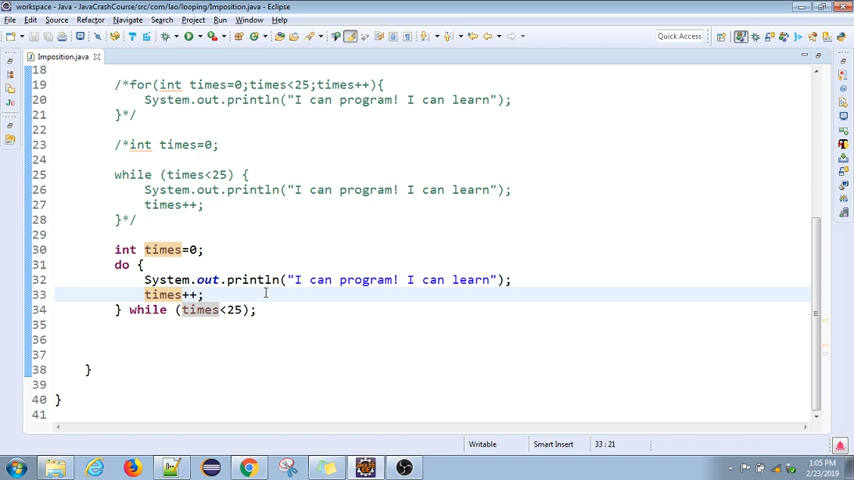 workspace - Java - JavaCrashCourse/src/com/lao/looping/Imposition.java - Eclipse
File Edit Source Refactor Navigate Search Project Run Window Help
Quick Access
Imposition.java
18
19 /*for(int times=0;times<25;times++){
20 System.out.println("I can program! I can learn");
21 }*/
22
23 /*int times=0;
24
25 while (times<25) {
26 System.out.println("I can program! I can learn");
27 times++;
28 }*/
29
30 int times=0;
31 do {
32 System.out.println("I can program! I can learn");
33 times++;
34 } while (times<25);
35
36
37
38 }
39
40 }
41
Writable Smart Insert 33 : 21
1:05 PM
2/23/2019